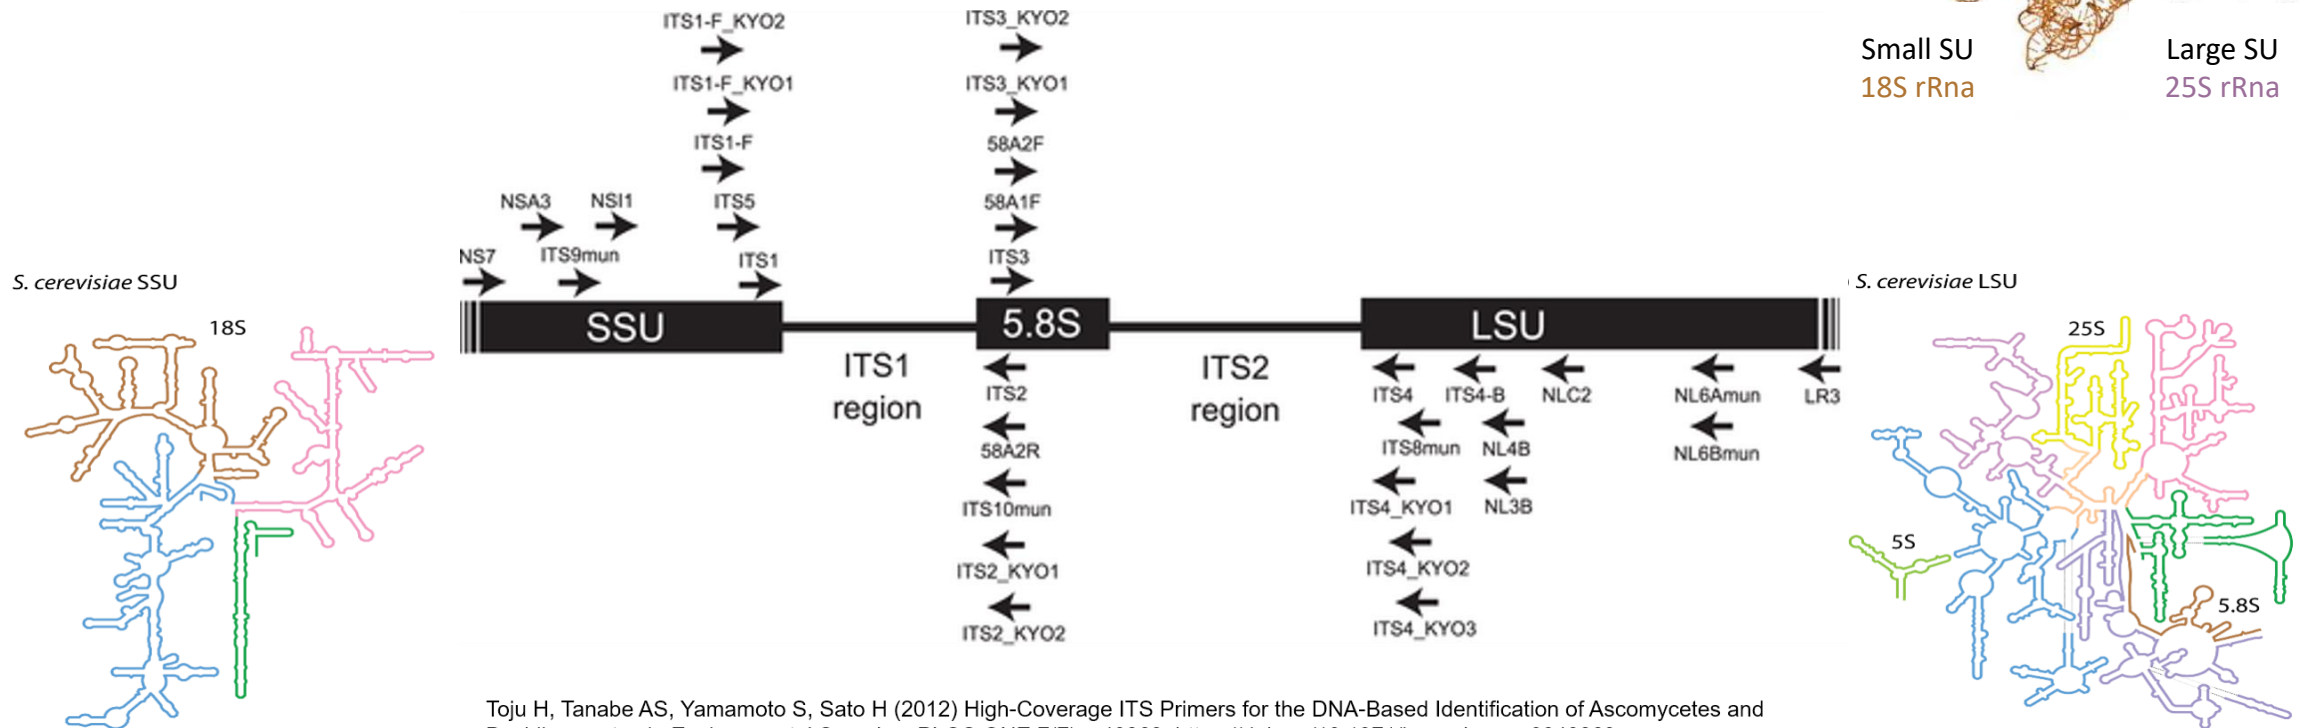 ITS1-F_KYO2
ITS3_KYO2
Small SU
Large SU
18S rRna
25S rRna
ITS1-F_KYO1
ITS3_KYO1
ITS1-F
58A2F
NSA3
NSI1
ITS5
58A1F
NS7
ITS9mun
ITS1
ITS3
S. cerevisiae SSU
S. cerevisiae LSU
18S
SSU
5.8S
LSU
25S
ITS1
region
ITS2
region
ITS2
ITS4
ITS4-B
NLC2
NL6Amun
LR3
58A2R
ITS8mun
NL4B
NL6Bmun
ITS10mun
ITS4_KYO1
NL3B
5S
ITS2_KYO1
ITS4_KYO2
5.8S
ITS2_KYO2
ITS4_KYO3
Toju H, Tanabe AS, Yamamoto S, Sato H (2012) High-Coverage ITS Primers for the DNA-Based Identification of Ascomycetes and